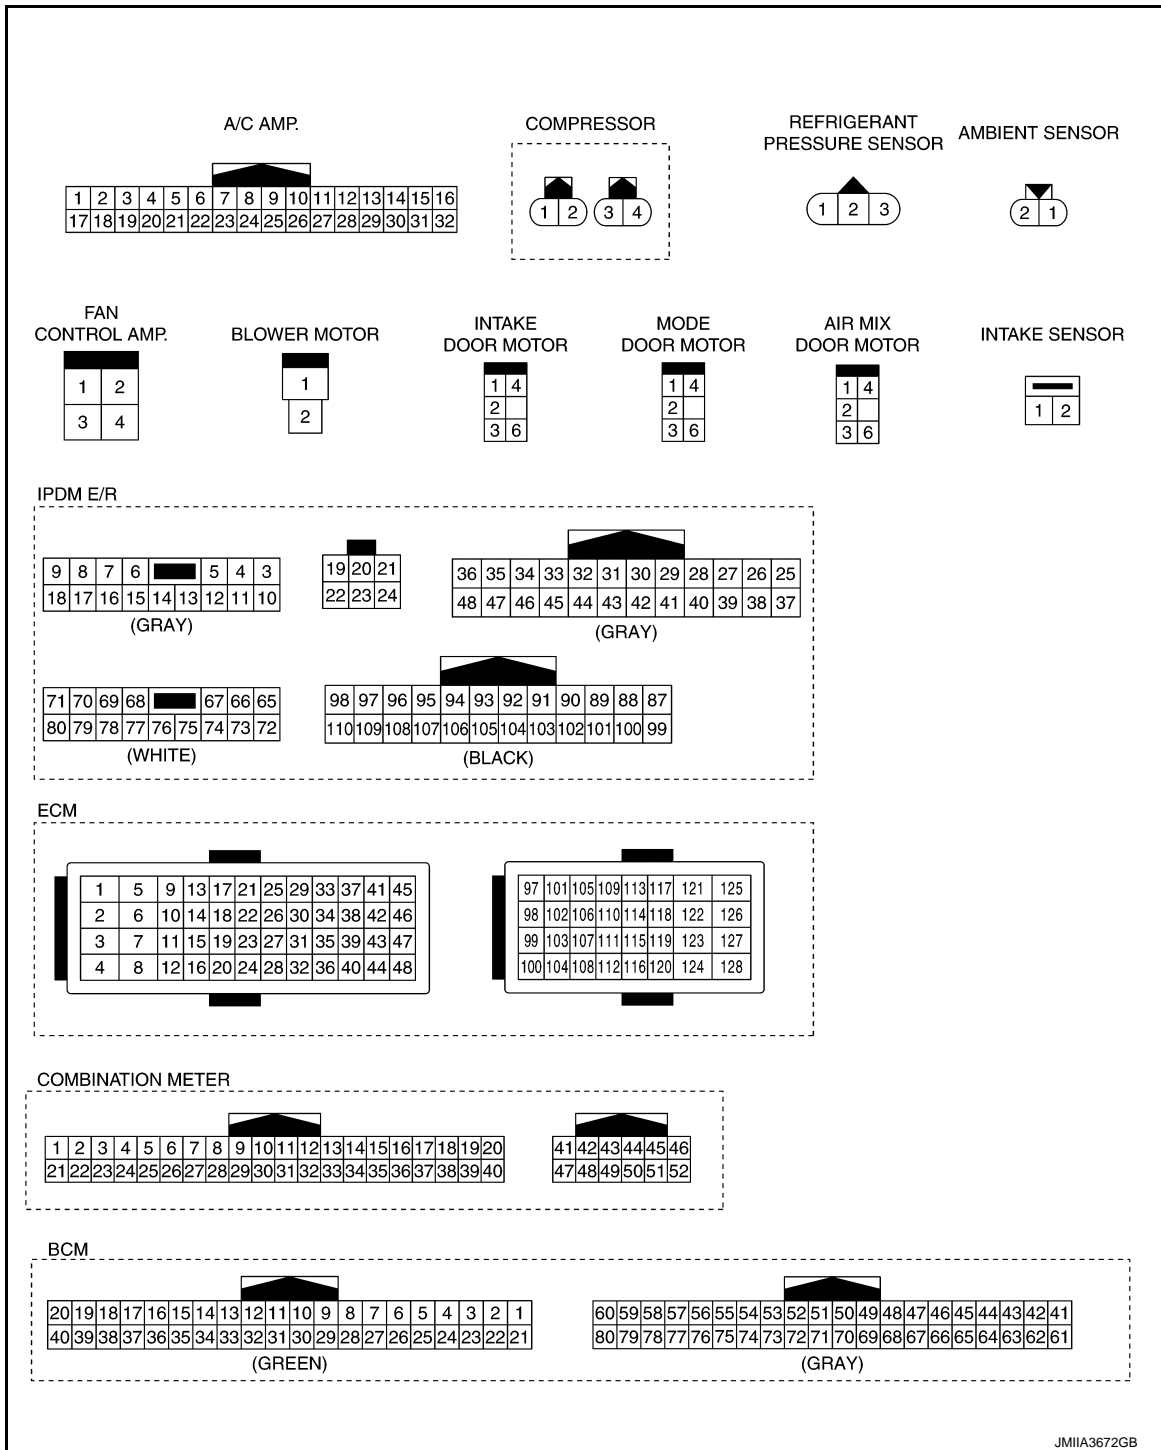 A/C AMP.
COMPRESSOR
REFRIGERANT
PRESSURE SENSOR
AMBIENT SENSOR
1 2 3 4 5 6 7 8 9 10 11 12 13 14 15 16
17 18 19 20 21 22 23 24 25 26 27 28 29 30 31 32
1 2 3 4
1 2 3
2 1
FAN
CONTROL AMP.
BLOWER MOTOR
INTAKE
DOOR MOTOR
MODE
DOOR MOTOR
AIR MIX
DOOR MOTOR
INTAKE SENSOR
1 2
3 4
1
2
1 4
2
3 6
1 4
2
3 6
1 4
2
3 6
1 2
IPDM E/R
9 8 7 6 5 4 3
18 17 16 15 14 13 12 11 10
(GRAY)
19 20 21
22 23 24
36 35 34 33 32 31 30 29 28 27 26 25
48 47 46 45 44 43 42 41 40 39 38 37
(GRAY)
71 70 69 68 67 66 65
80 79 78 77 76 75 74 73 72
(WHITE)
98 97 96 95 94 93 92 91 90 89 88 87
110 109 108 107 106 105 104 103 102 101 100 99
(BLACK)
ECM
1 5 9 13 17 21 25 29 33 37 41 45
2 6 10 14 18 22 26 30 34 38 42 46
3 7 11 15 19 23 27 31 35 39 43 47
4 8 12 16 20 24 28 32 36 40 44 48
97 101 105 109 113 117 121 125
98 102 106 110 114 118 122 126
99 103 107 111 115 119 123 127
100 104 108 112 116 120 124 128
COMBINATION METER
1 2 3 4 5 6 7 8 9 10 11 12 13 14 15 16 17 18 19 20
21 22 23 24 25 26 27 28 29 30 31 32 33 34 35 36 37 38 39 40
41 42 43 44 45 46
47 48 49 50 51 52
BCM
20 19 18 17 16 15 14 13 12 11 10 9 8 7 6 5 4 3 2 1
40 39 38 37 36 35 34 33 32 31 30 29 28 27 26 25 24 23 22 21
(GREEN)
60 59 58 57 56 55 54 53 52 51 50 49 48 47 46 45 44 43 42 41
80 79 78 77 76 75 74 73 72 71 70 69 68 67 66 65 64 63 62 61
(GRAY)
JMIIA3672GB